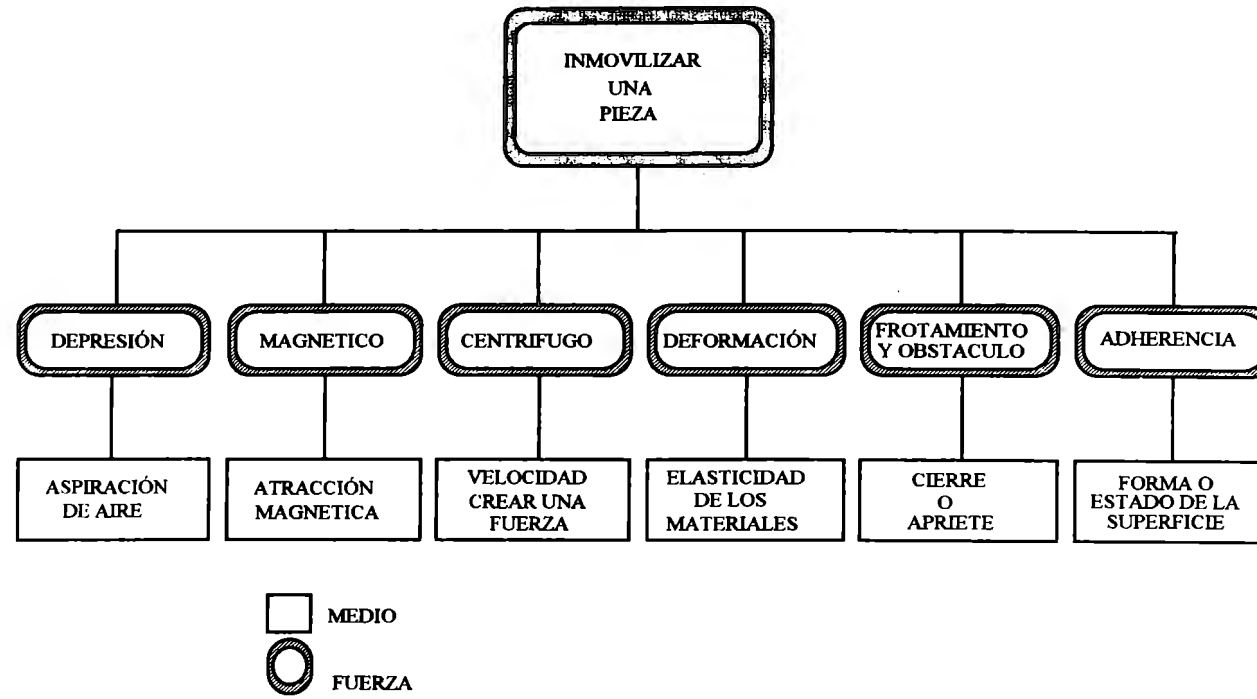 INMOVILIZAR
UNA
PIEZA
DEPRESIÓN
MAGNETICO
CENTRIFUGO
DEFORMACIÓN
FROTAMIENTO
Y OBSTACULO
ADHERENCIA
ASPIRACIÓN
DE AIRE
ATRACCIÓN
MAGNETICA
VELOCIDAD
CREAR UNA
FUERZA
ELASTICIDAD
DE LOS
MATERIALES
CIERRE
O
APRIETE
FORMA O
ESTADO DE LA
SUPERFICIE
MEDIO
FUERZA